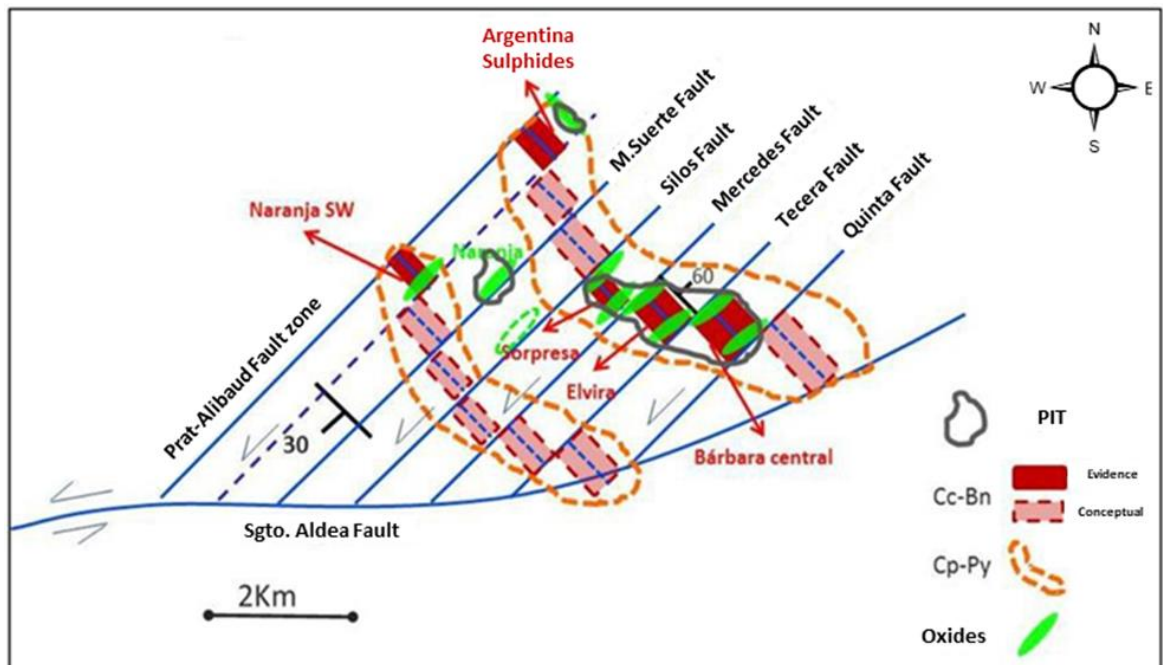 Argentina
Sulphides
N
W
E
S
M.Suerte Fault
Silos Fault
Mercedes Fault
Tecera Fault
Quinta Fault
Naranja SW
Naranja
60
Sorpresa
Elvira
Bárbara central
Prat-Alibaud Fault zone
30
Sgto. Aldea Fault
2Km
PIT
Cc-Bn
Evidence
Conceptual
Cp-Py
Oxides